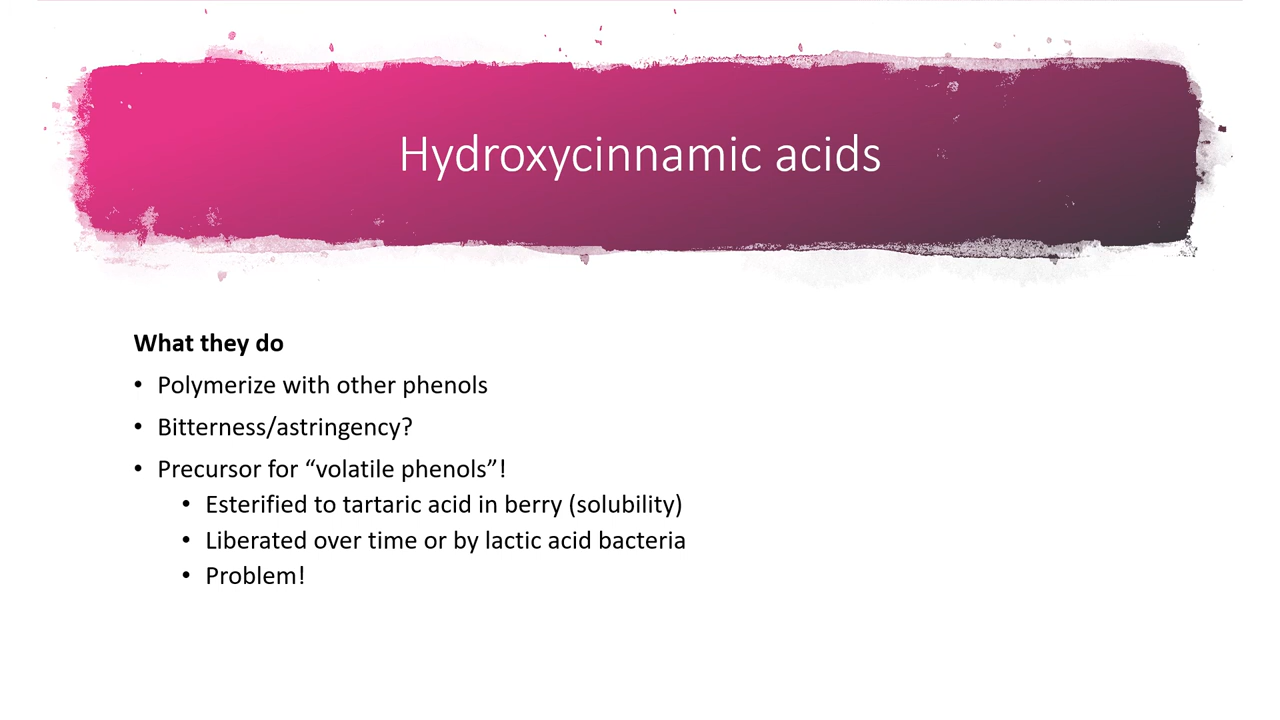 Hydroxycinnamic acids
What they do
• Polymerize with other phenols
• Bitterness/astringency?
• Precursor for “volatile phenols”!
• Esterified to tartaric acid in berry (solubility)
• Liberated over time or by lactic acid bacteria
• Problem!